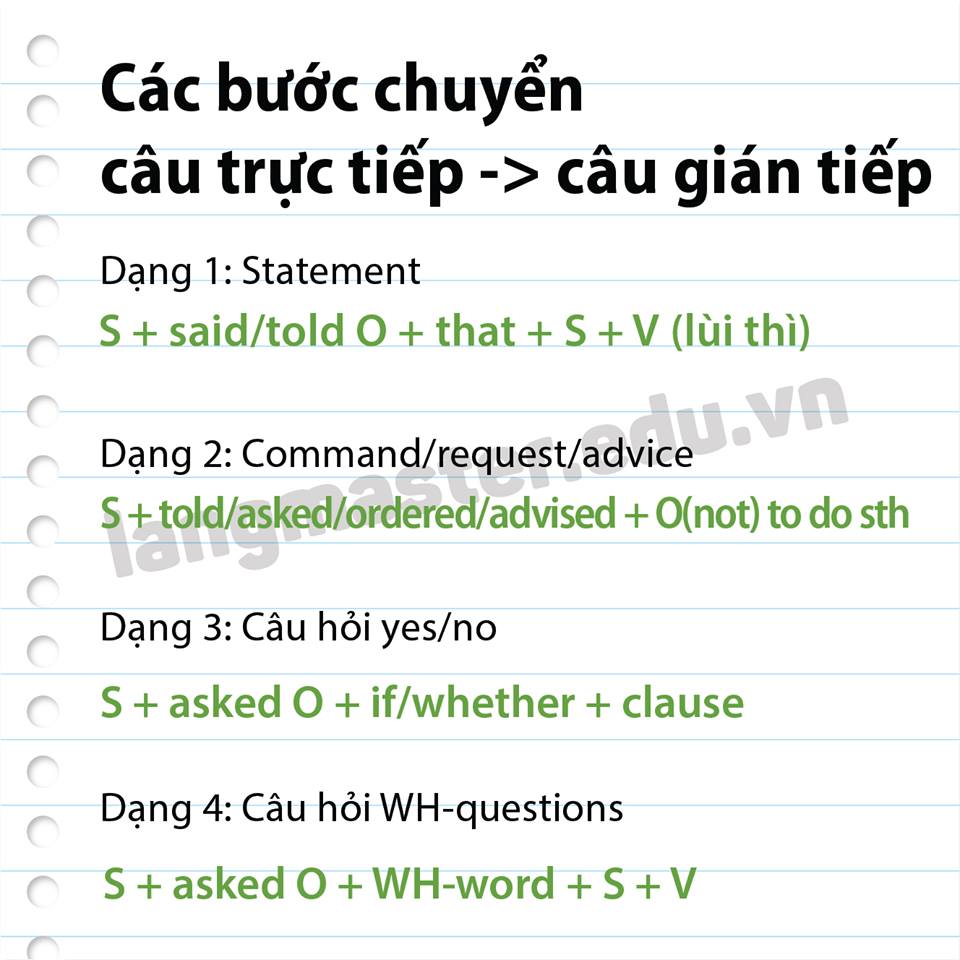 Các bước chuyển
câu trực tiếp -> câu gián tiếp
Dạng 1: Statement
S + said/told O + that + S + V (lùi thì)
langmaster.edu.vn
Dạng 2: Command/request/advice
S + told/asked/ordered/advised + O(not) to do sth
Dạng 3: Câu hỏi yes/no
S + asked O + if/whether + clause
Dạng 4: Câu hỏi WH-questions
S + asked O + WH-word + S + V